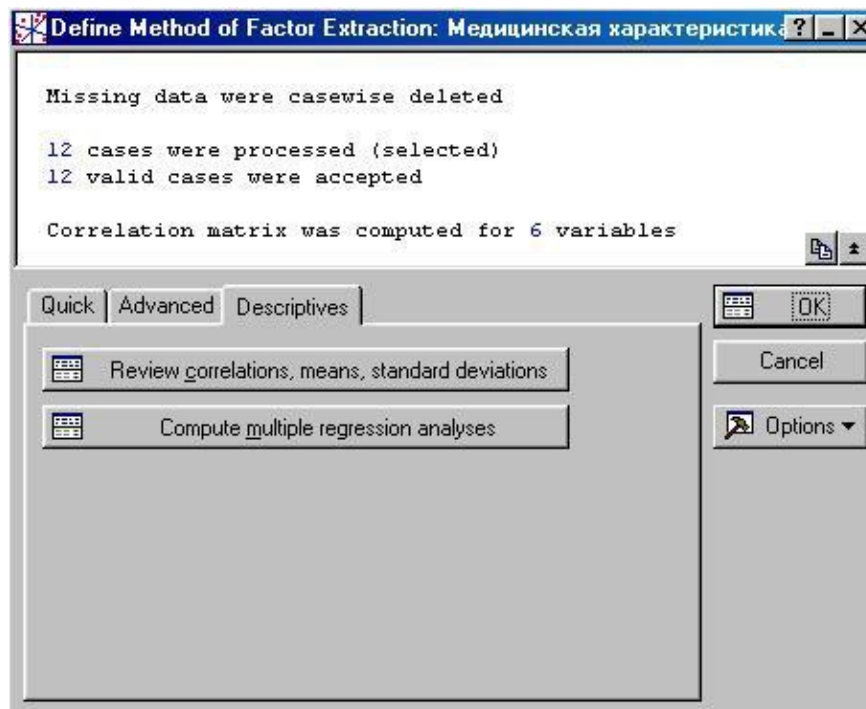 Define Method of Factor Extraction: Медицинская характеристика
Missing data were casewise deleted
12 cases were processed (selected)
12 valid cases were accepted
Correlation matrix was computed for 6 variables
Quick Advanced Descriptives
OK
Review correlations, means, standard deviations
Cancel
Compute multiple regression analyses
Options